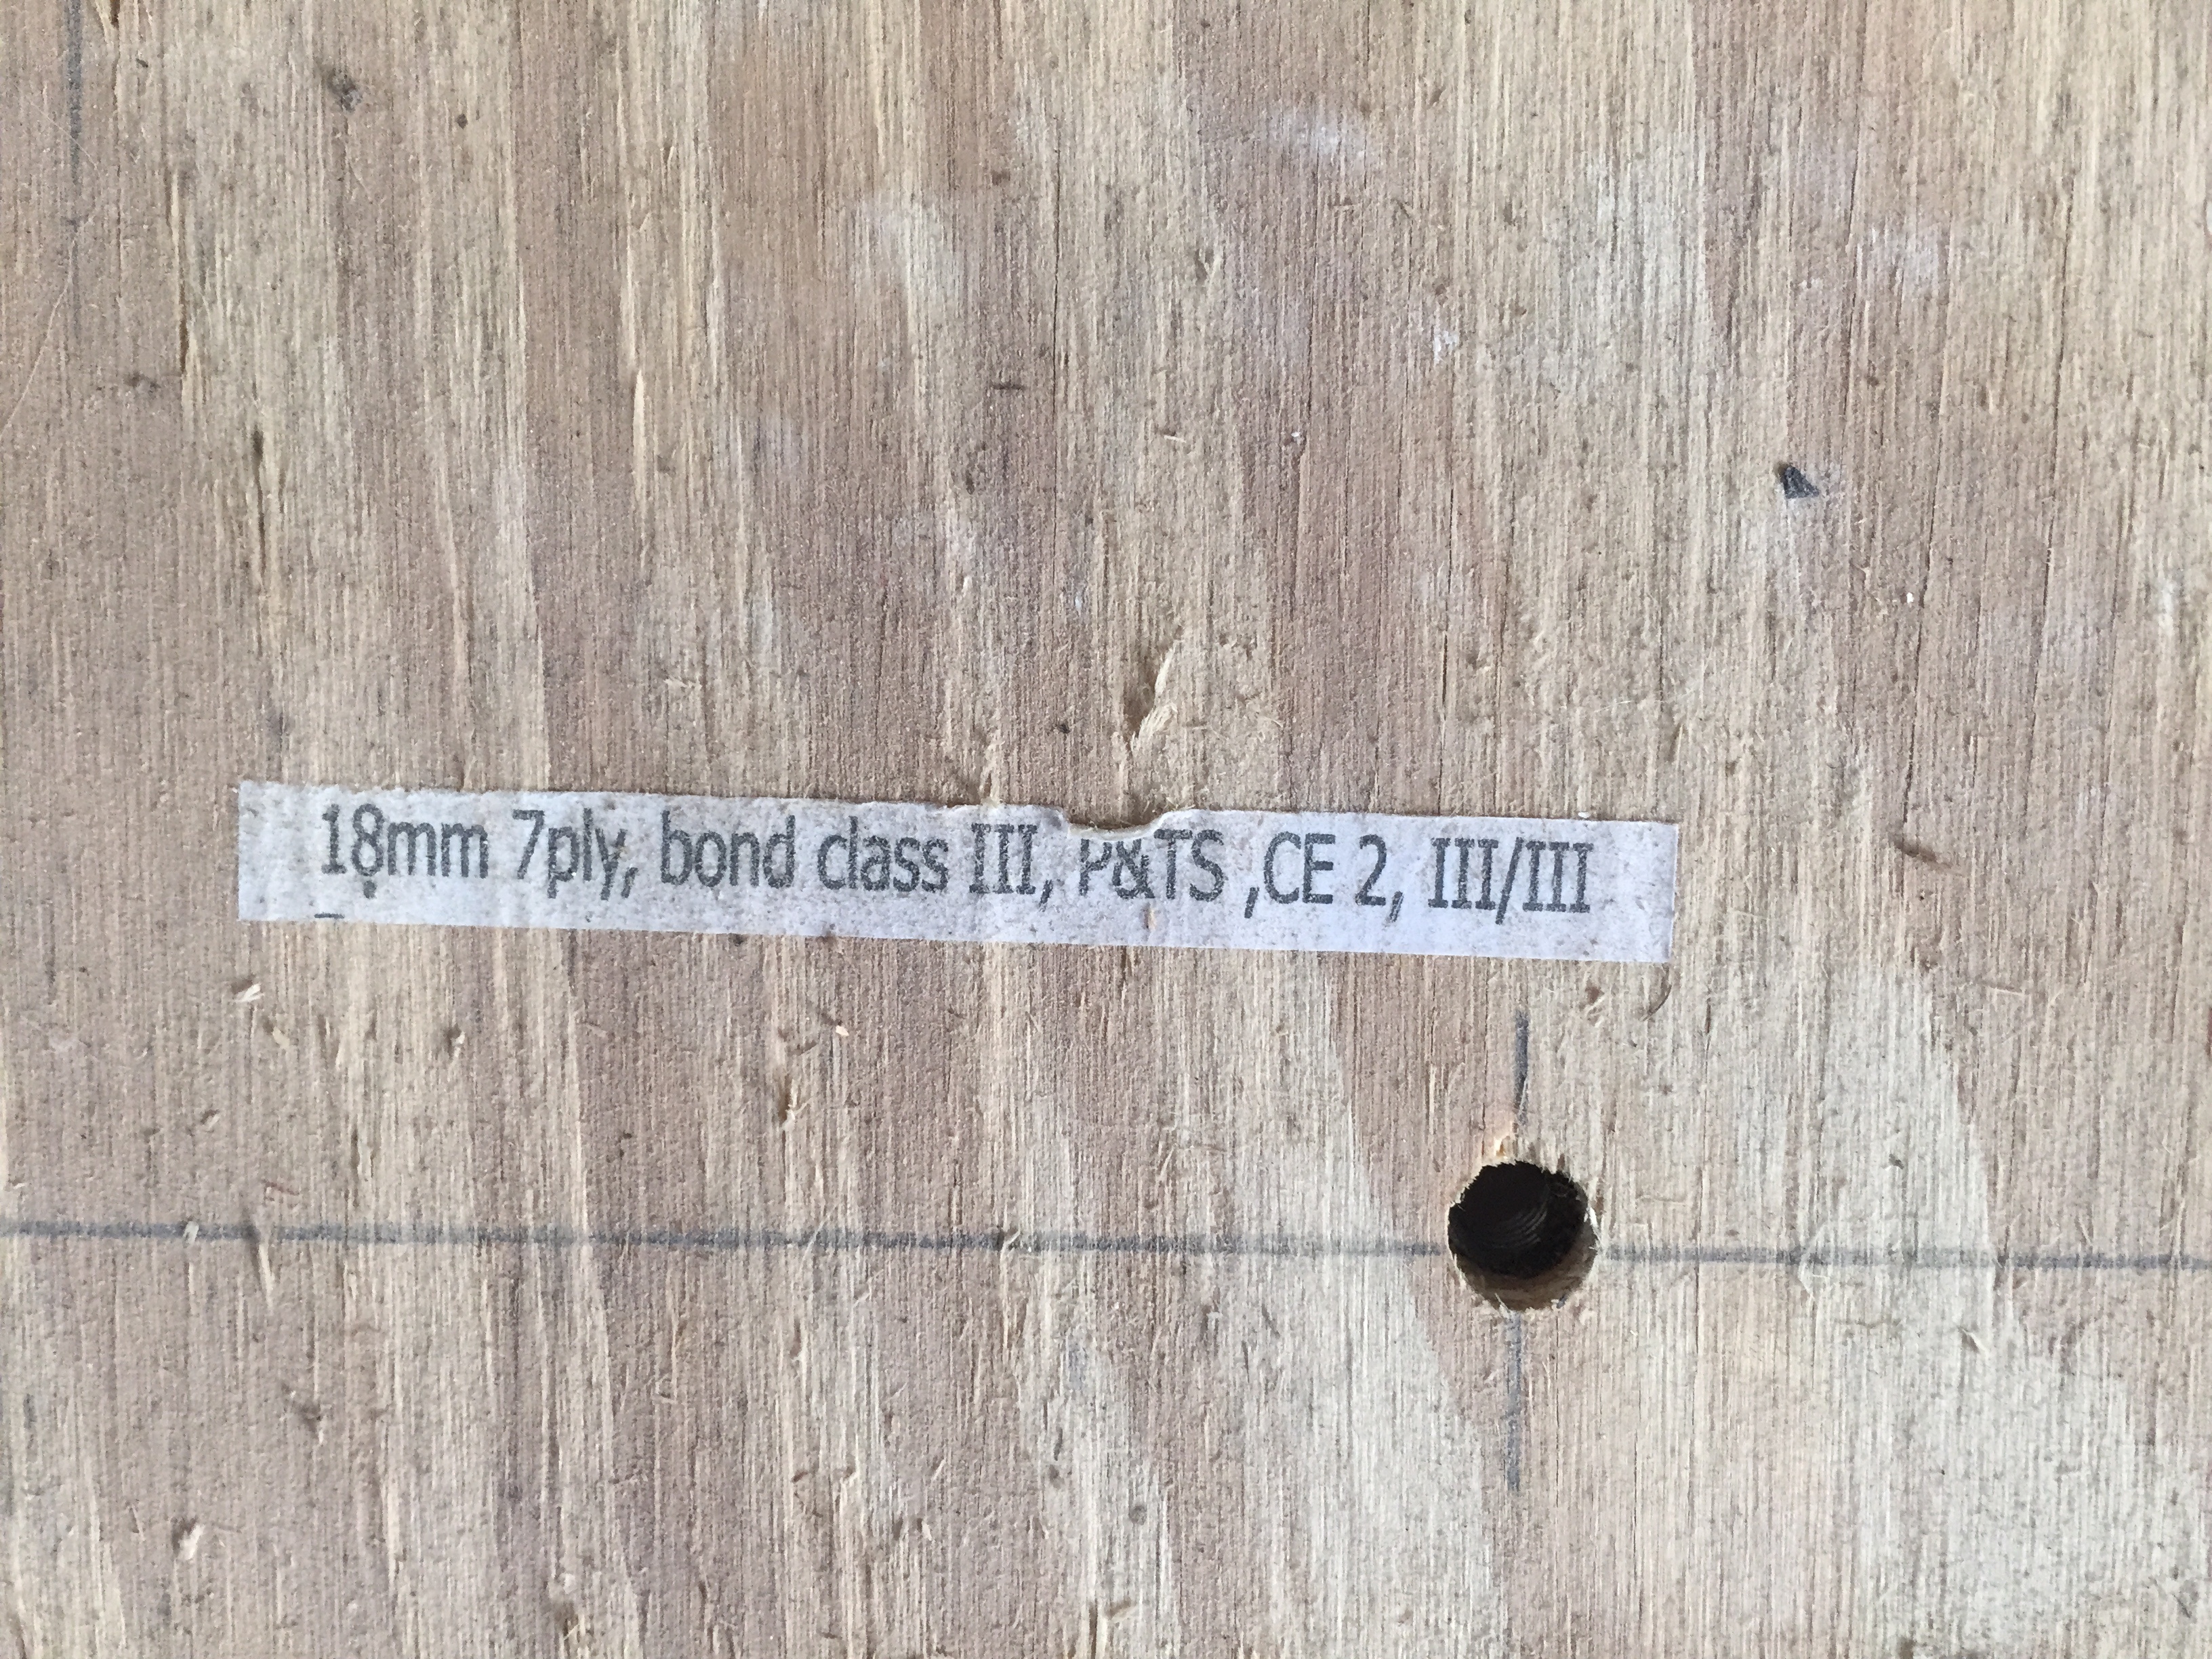 18mm 7ply, bond class III, P&TS ,CE 2, III/III